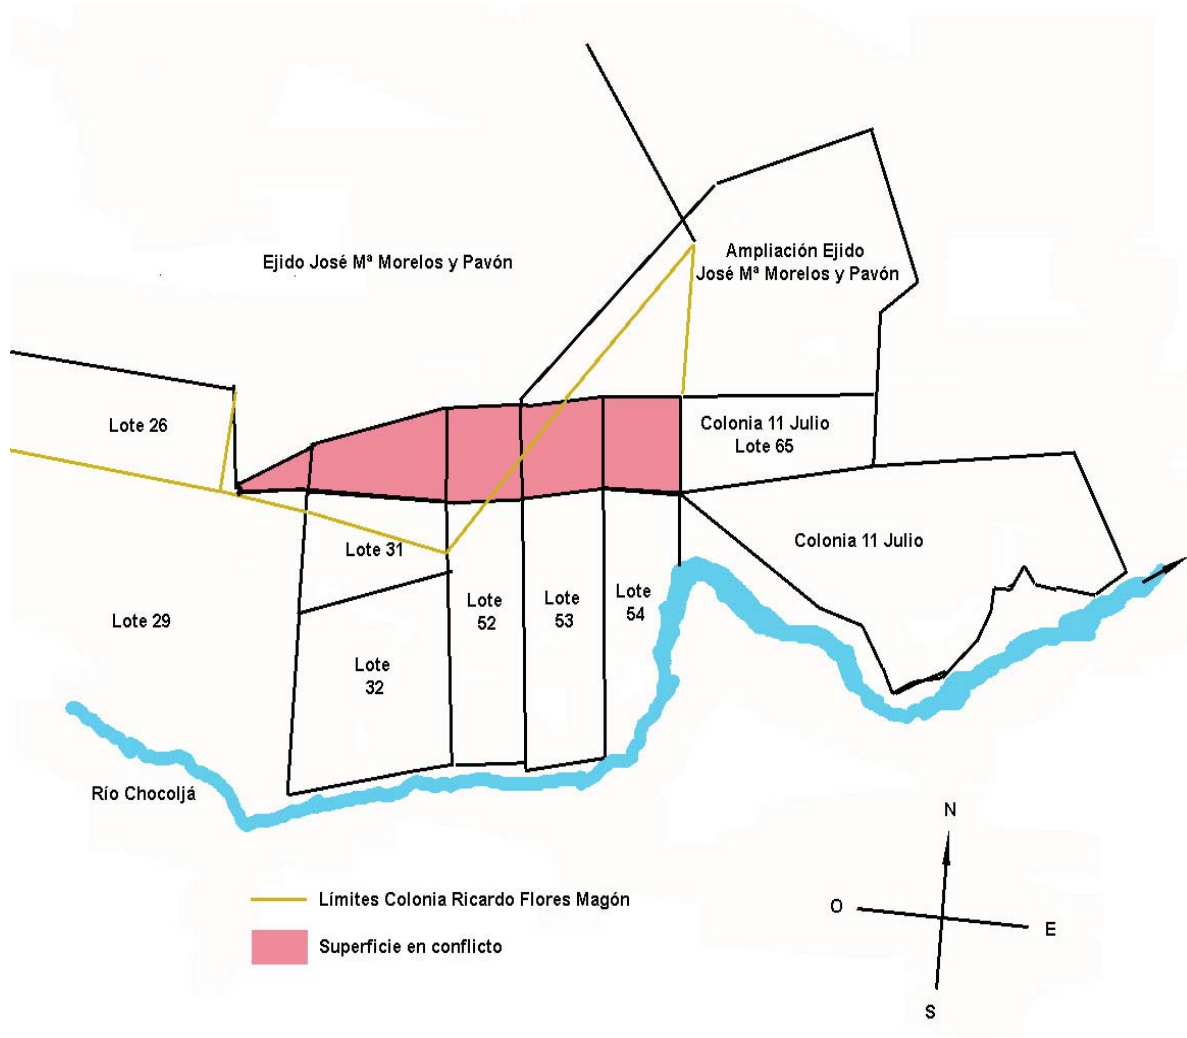 Ejido José Mª Morelos y Pavón
Ampliación Ejido
José Mª Morelos y Pavón
Lote 26
Colonia 11 Julio
Lote 65
Lote 31
Colonia 11 Julio
Lote 29
Lote
52
Lote
53
Lote
54
Lote
32
Río Chocoljá
N
O
E
S
Límites Colonia Ricardo Flores Magón
Superficie en conflicto